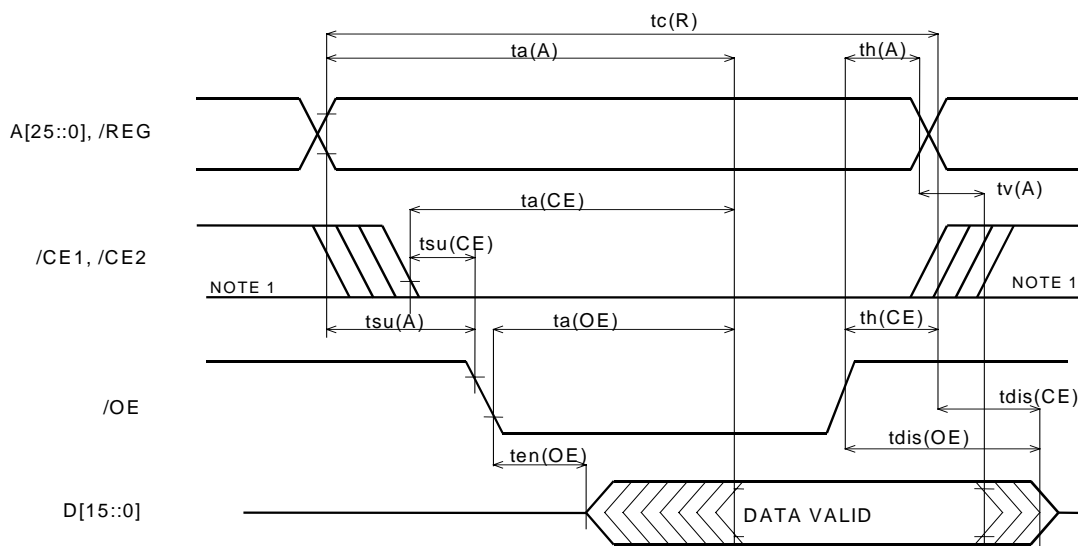 tc(R)
ta(A)
th(A)
A[25::0], /REG
tv(A)
ta(CE)
tsu(CE)
/CE1, /CE2
NOTE 1
NOTE 1
tsu(A)
ta(OE)
th(CE)
/OE
tdis(CE)
tdis(OE)
ten(OE)
D[15::0]
DATA VALID